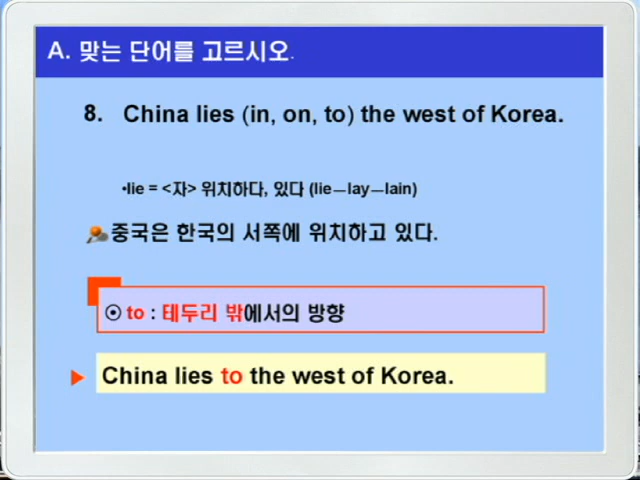 A. 맞는 단어를 고르시오.
8. China lies (in, on, to) the west of Korea.
•lie = <자> 위치하다, 있다 (lie—lay—lain)
중국은 한국의 서쪽에 위치하고 있다.
⊙ to : 테두리 밖에서의 방향
China lies to the west of Korea.